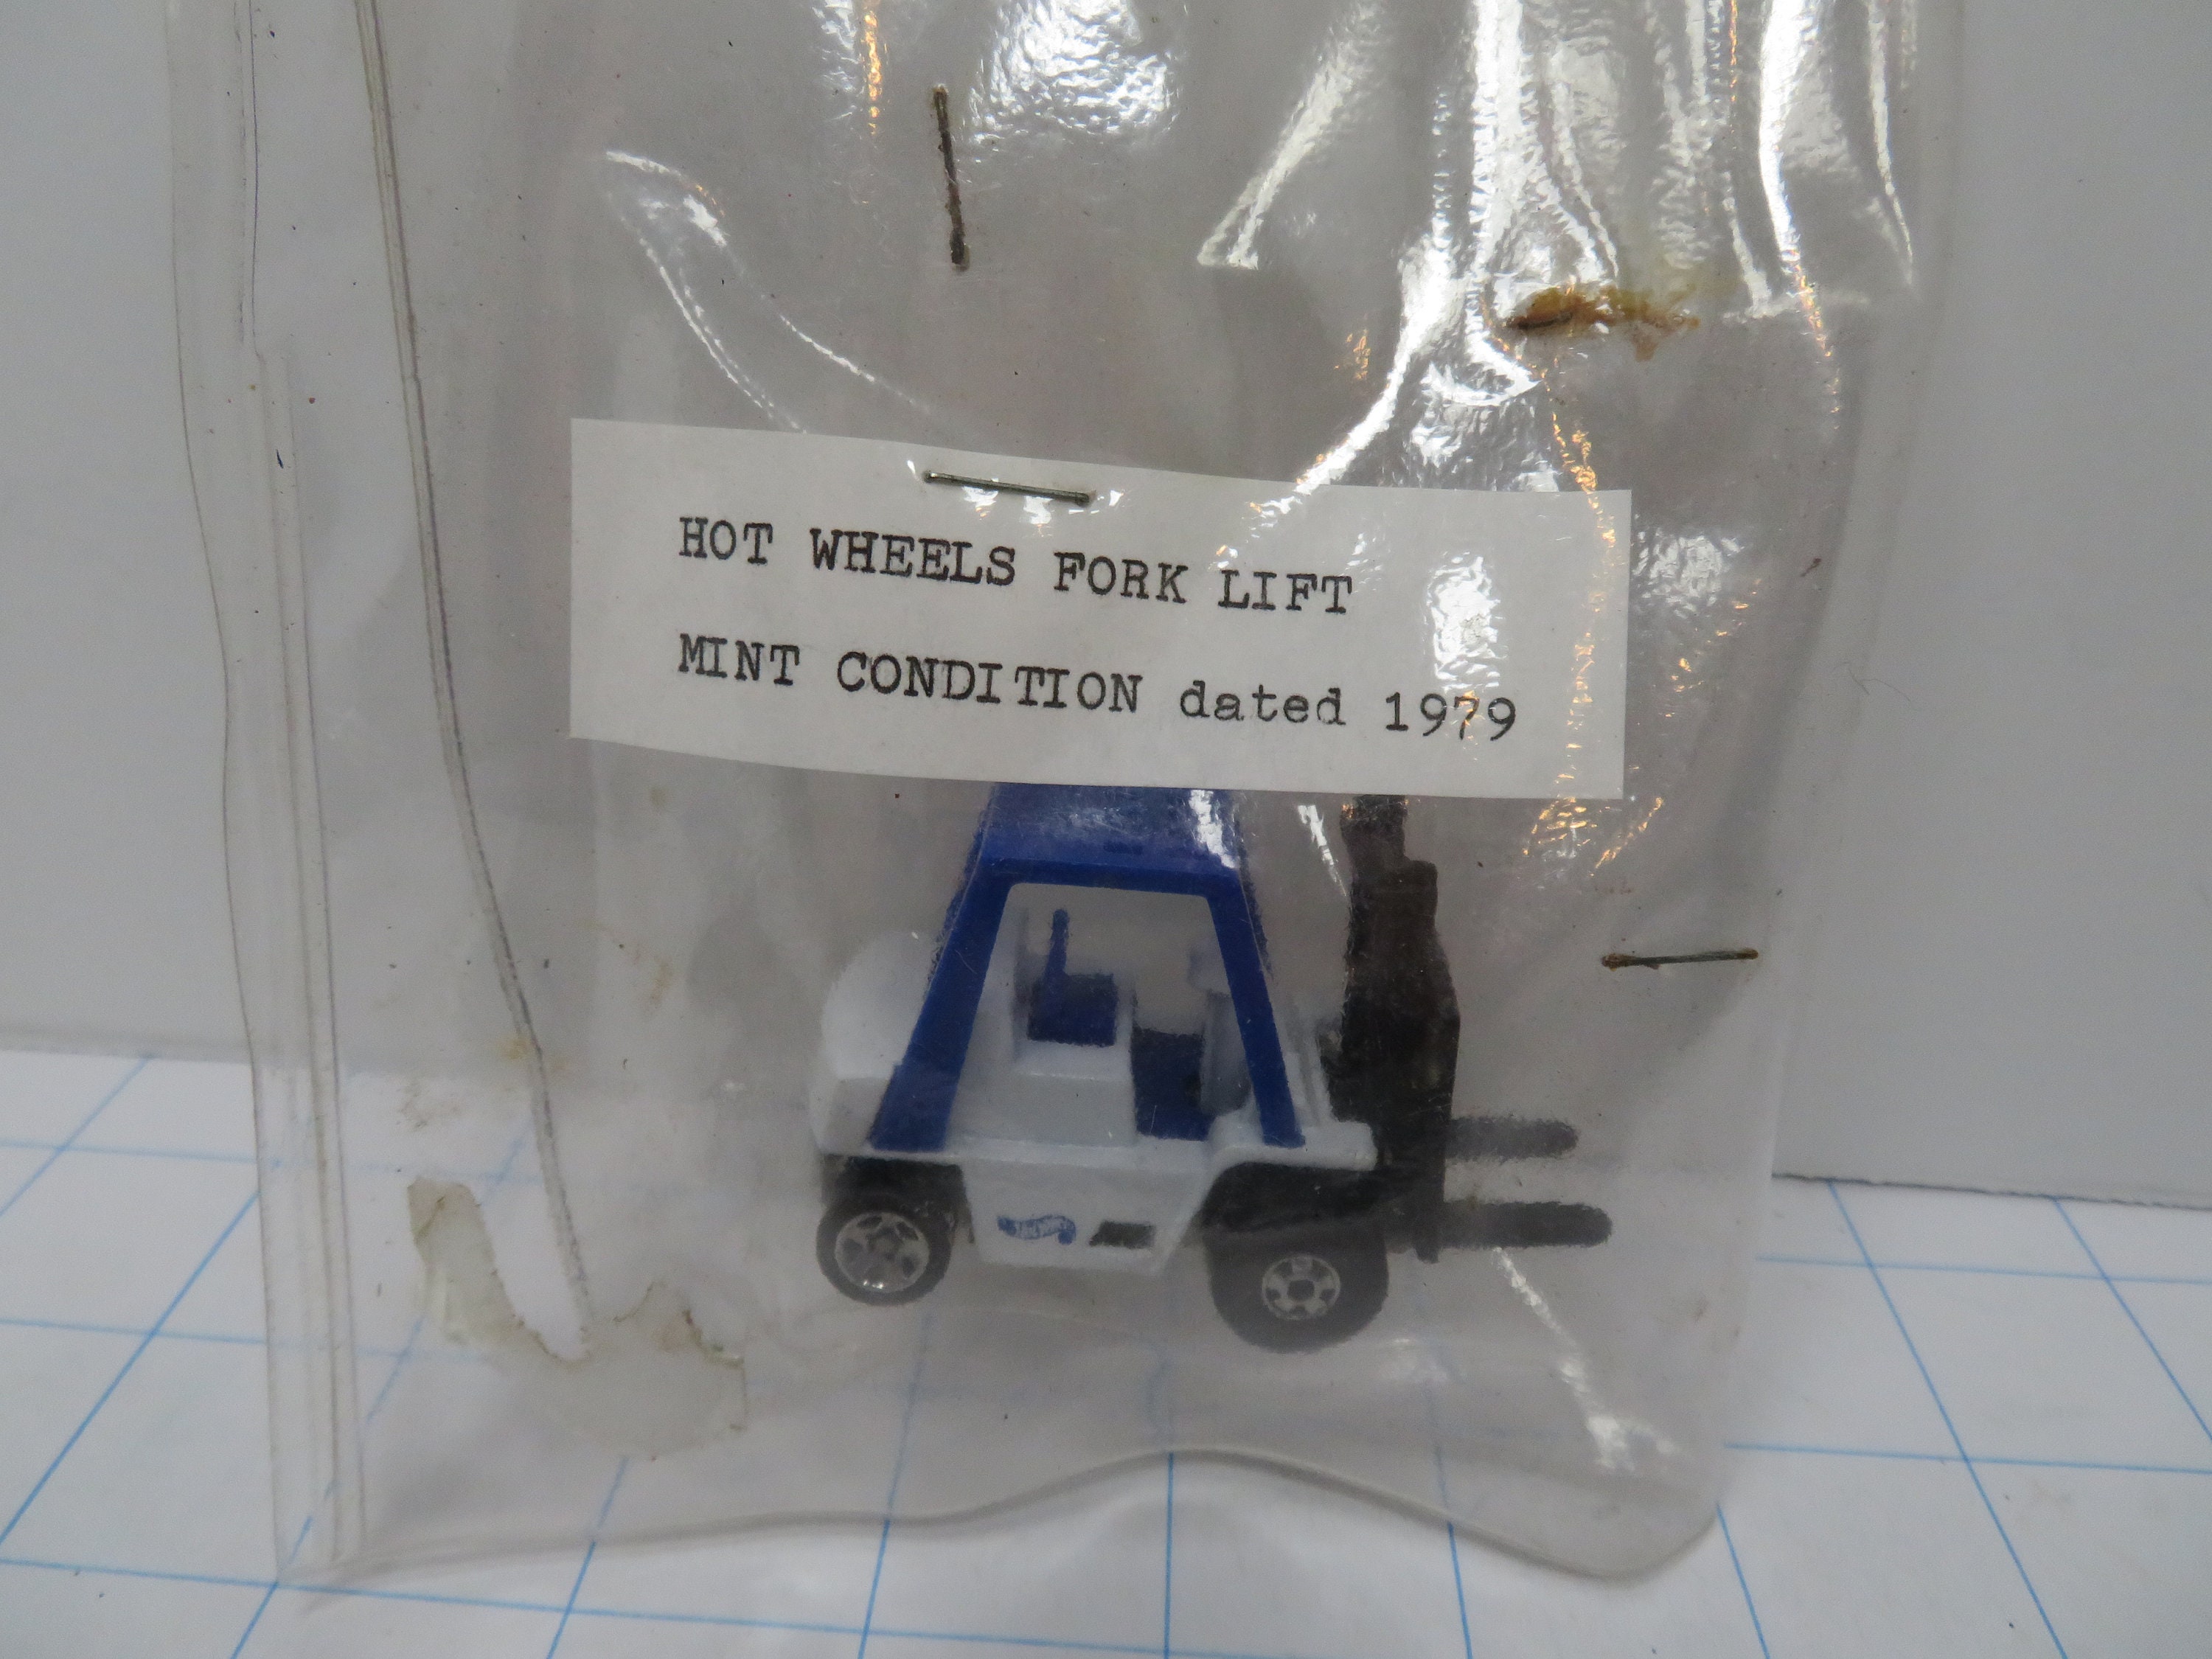 HOT WHEELS FORK LIFT
MINT CONDITION dated 1979